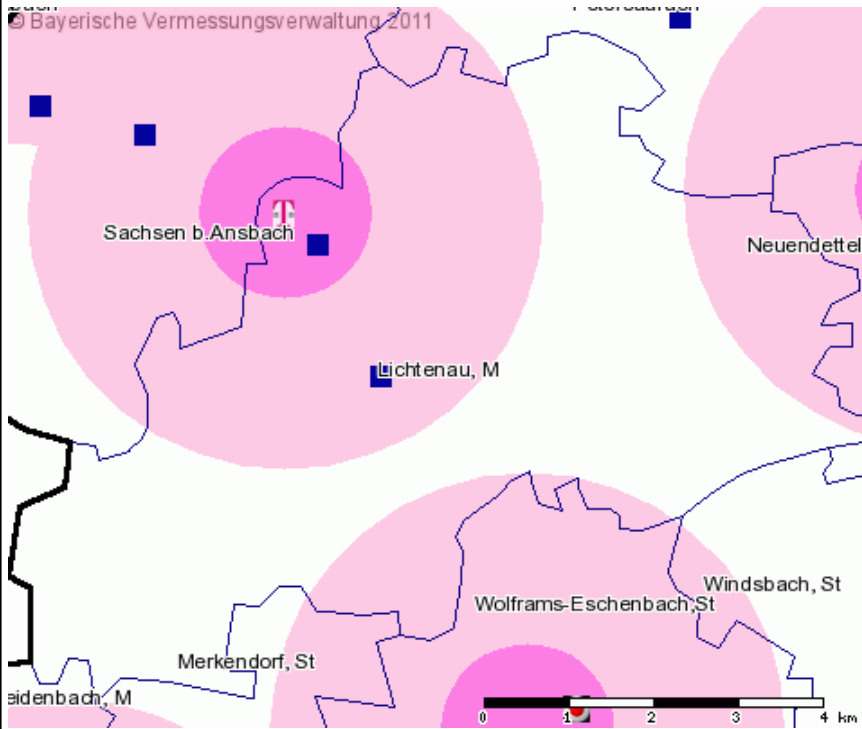 © Bayerische Vermessungsverwaltung 2011
T
Sachsen b.Ansbach
Neuendettel
Lichtenau, M
Windsbach, St
Wolframs-Eschenbach,St
Merkendorf, St
eidenbach, M
0 1 2 3 4 km